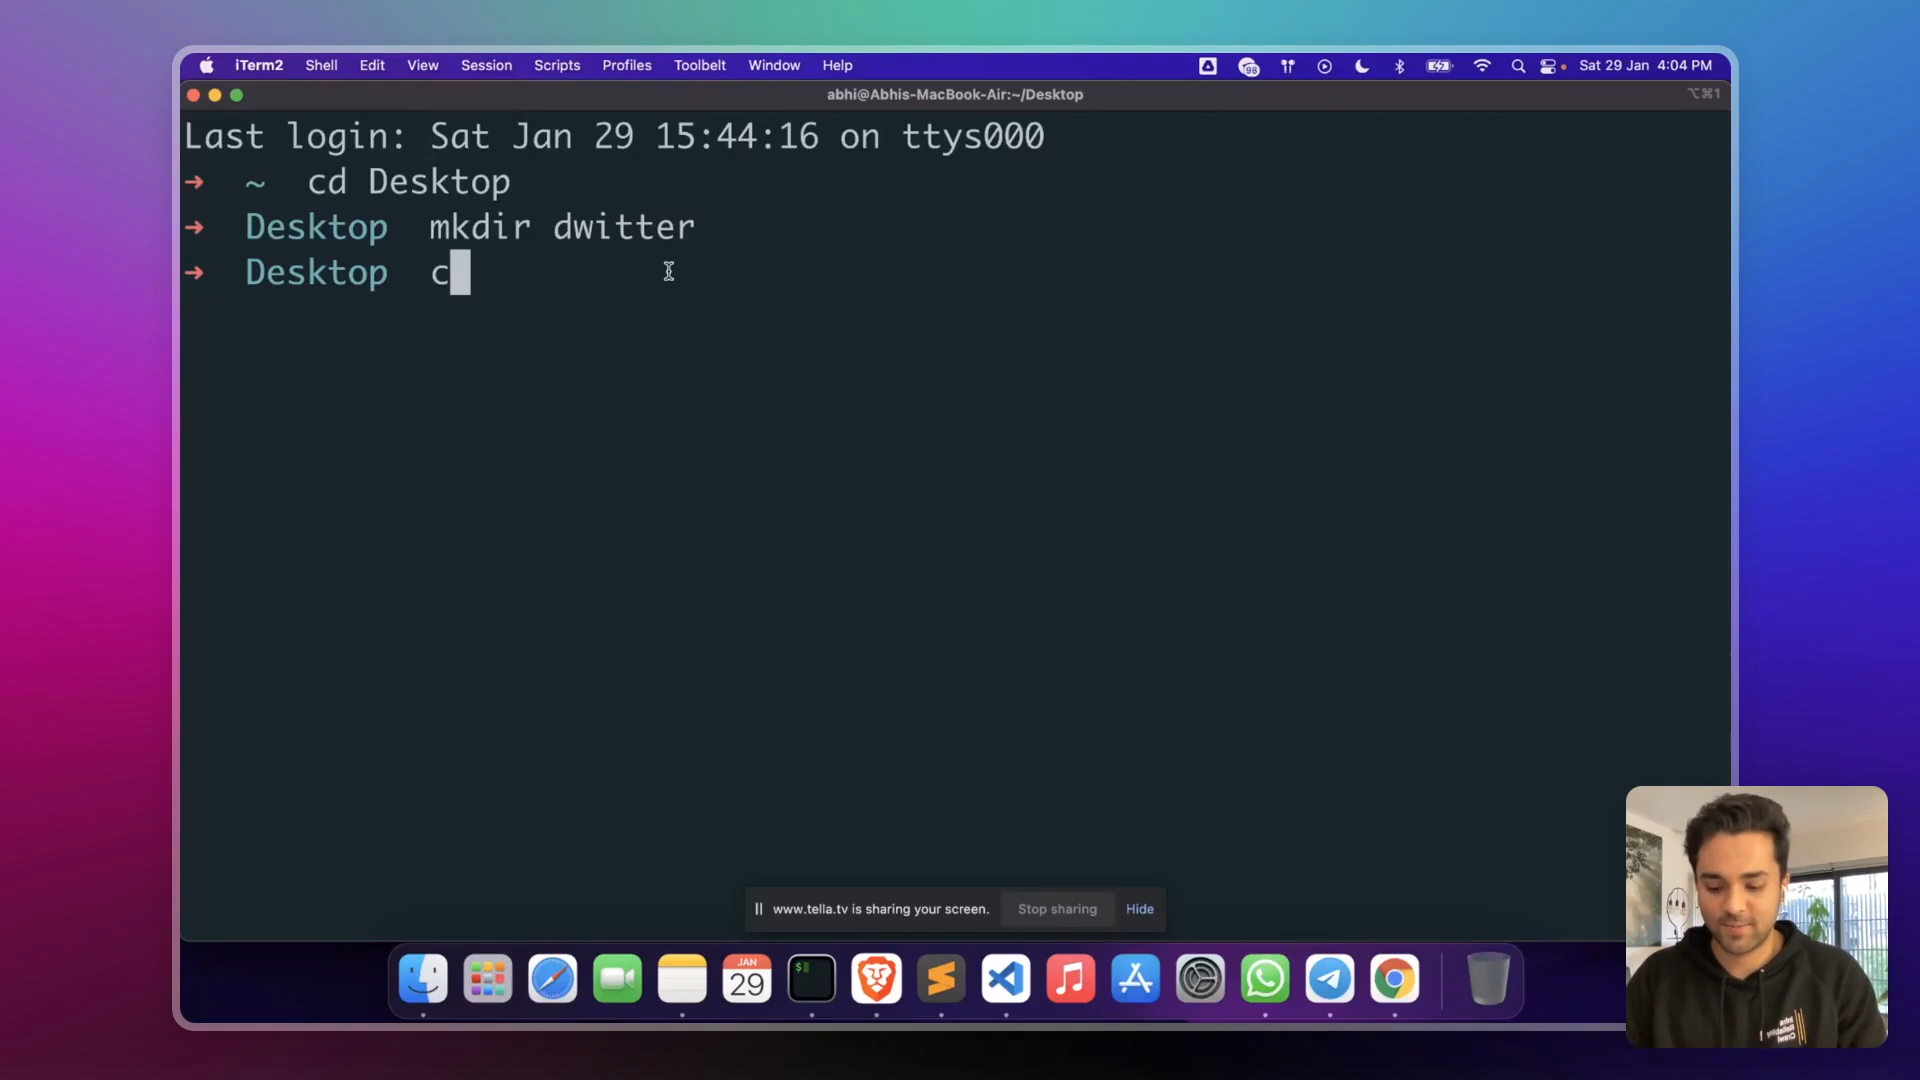 iTerm2 Shell Edit View Session Scripts Profiles Toolbelt Window Help 98 Sat 29 Jan 4:04 PM
abhi@Abhis-MacBook-Air:~/Desktop ⌥⌘1
Last login: Sat Jan 29 15:44:16 on ttys000
➜ ~ cd Desktop
➜ Desktop mkdir dwitter
➜ Desktop c
www.tella.tv is sharing your screen. Stop sharing Hide
JAN
29
$